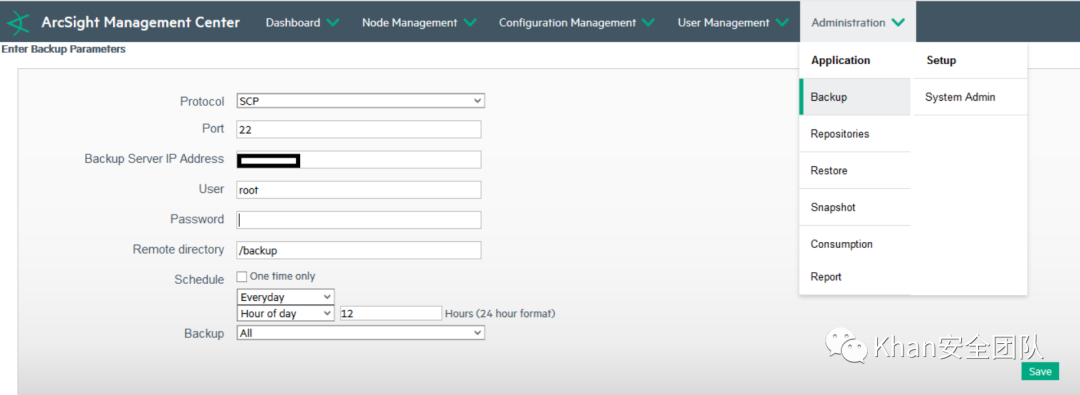 ArcSight Management Center Dashboard Node Management Configuration Management User Management Administration
Enter Backup Parameters
Application Setup
Backup System Admin
Repositories
Restore
Snapshot
Consumption
Report
Protocol SCP
Port 22
Backup Server IP Address
User root
Password
Remote directory /backup
Schedule One time only
Everyday
Hour of day 12 Hours (24 hour format)
Backup All
Khan安全团队
Save